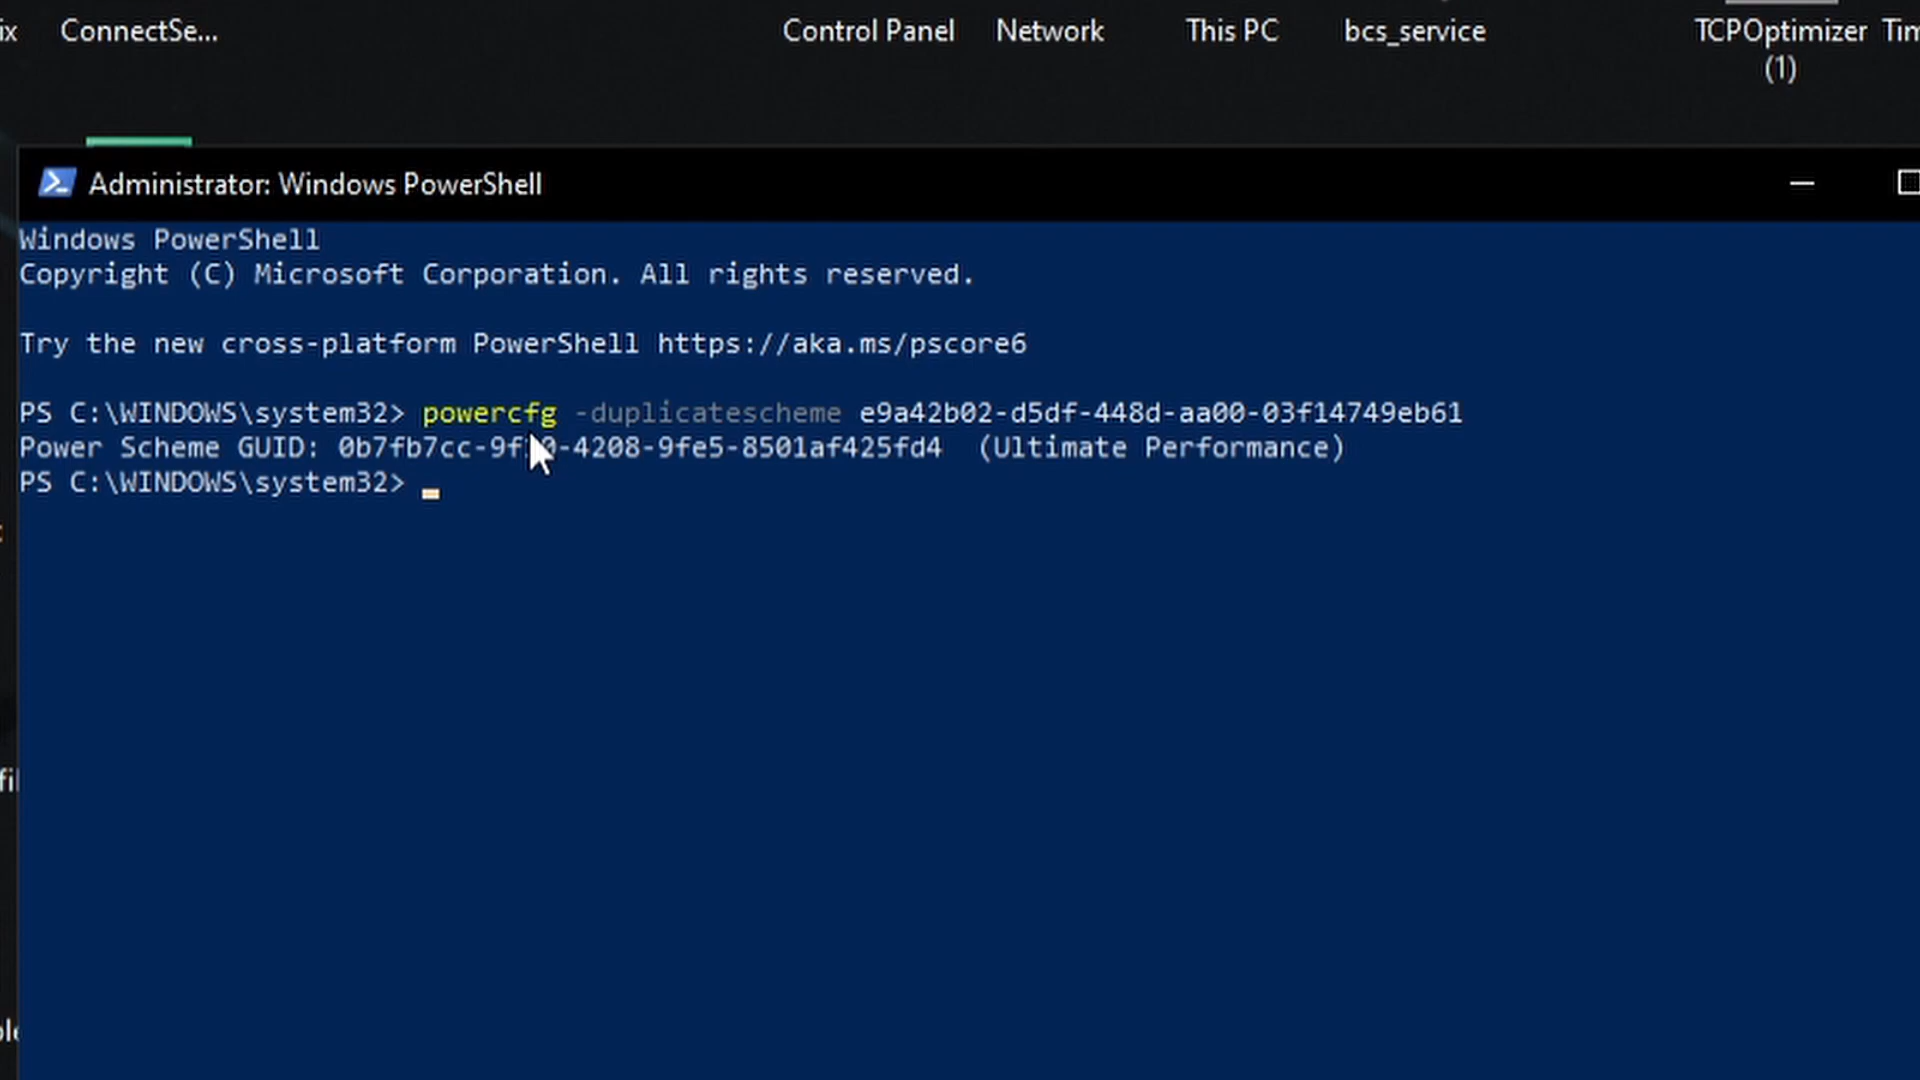 ix ConnectSe... Control Panel Network This PC bcs_service TCPOptimizer Tim
(1)
Administrator: Windows PowerShell
Windows PowerShell
Copyright (C) Microsoft Corporation. All rights reserved.
Try the new cross-platform PowerShell https://aka.ms/pscore6
PS C:\WINDOWS\system32> powercfg -duplicatescheme e9a42b02-d5df-448d-aa00-03f14749eb61
Power Scheme GUID: -4208-9fe5-8501af425fd4 (Ultimate Performance)
PS C:\WINDOWS\system32>